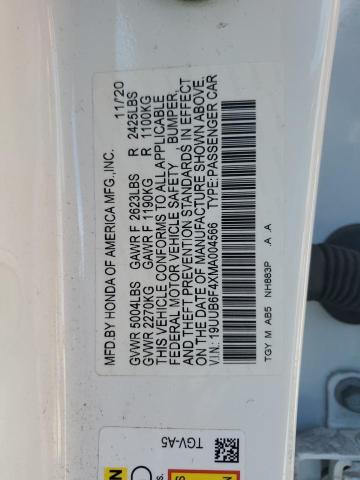 MFD.BY HONDA OF AMERICA MFG.,INC. 11/20
GVWR 5004LBS GAWR F 2623LBS R 2425LBS
GVWR 2270KG GAWR F 1190KG R 1100KG
THIS VEHICLE CONFORMS TO ALL APPLICABLE
FEDERAL MOTOR VEHICLE SAFETY BUMPER,
AND THEFT PREVENTION STANDARDS IN EFFECT
ON THE DATE OF MANUFACTURE SHOWN ABOVE.
V.I.N.:19UUB6F4XMA004566 TYPE:PASSENGER CAR
TGY M AB5 NH883P A A
TGV-A5